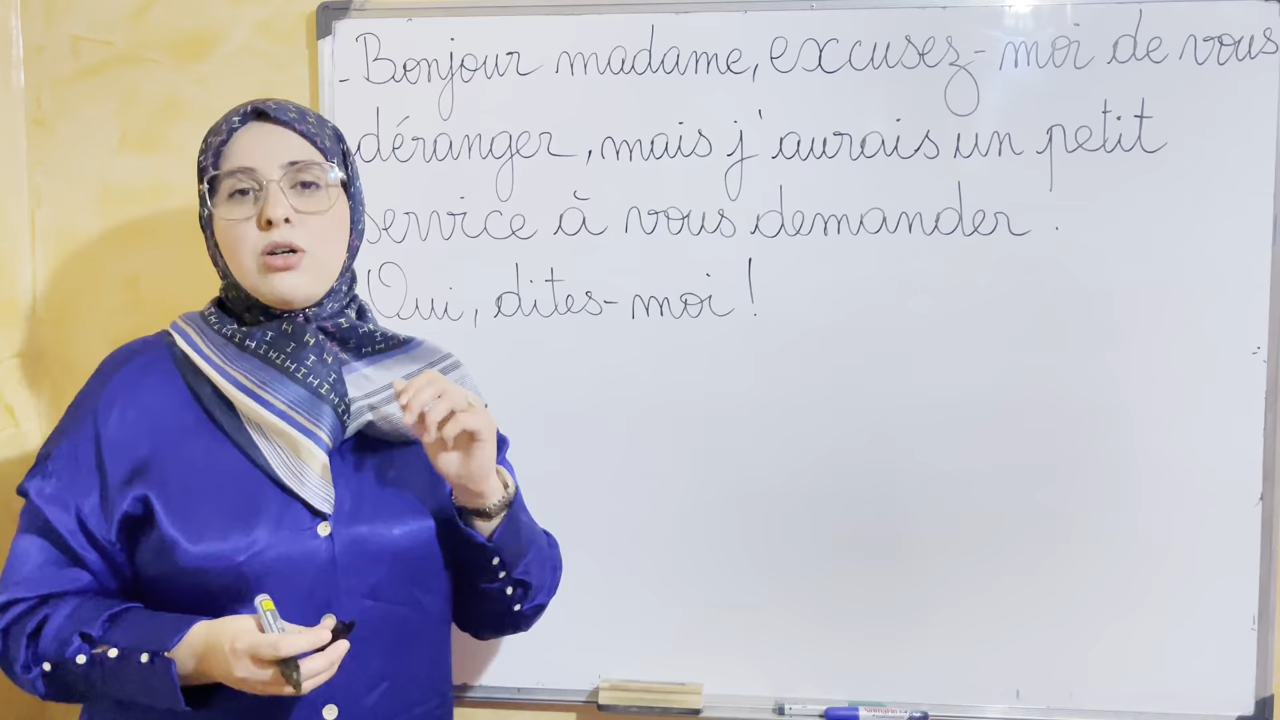 - Bonjour madame, excusez-moi de vous
déranger, mais j'aurais un petit
service à vous demander.
Oui, dites-moi !